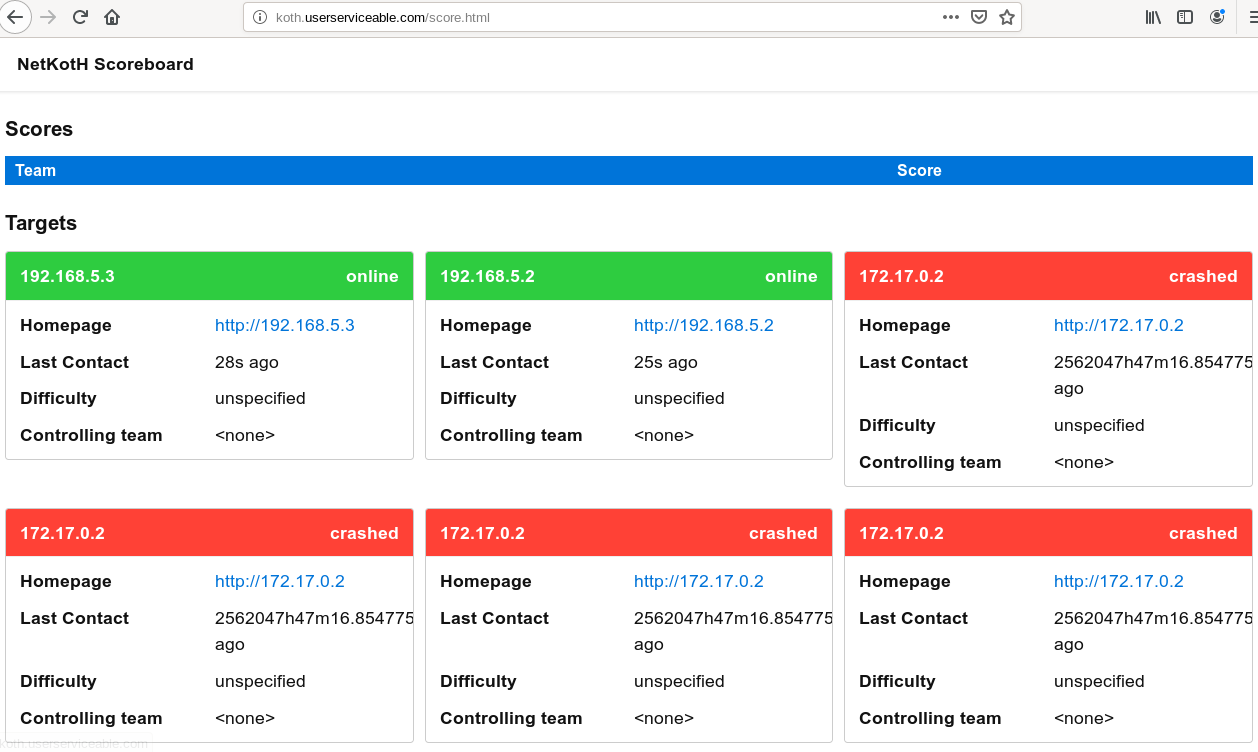 koth.userserviceable.com/score.html
NetKotH Scoreboard
Scores
Team Score
Targets
192.168.5.3 online
Homepage http://192.168.5.3
Last Contact 28s ago
Difficulty unspecified
Controlling team <none>
192.168.5.2 online
Homepage http://192.168.5.2
Last Contact 25s ago
Difficulty unspecified
Controlling team <none>
172.17.0.2 crashed
Homepage http://172.17.0.2
Last Contact 2562047h47m16.854775
ago
Difficulty unspecified
Controlling team <none>
172.17.0.2 crashed
Homepage http://172.17.0.2
Last Contact 2562047h47m16.854775
ago
Difficulty unspecified
Controlling team <none>
172.17.0.2 crashed
Homepage http://172.17.0.2
Last Contact 2562047h47m16.854775
ago
Difficulty unspecified
Controlling team <none>
172.17.0.2 crashed
Homepage http://172.17.0.2
Last Contact 2562047h47m16.854775
ago
Difficulty unspecified
Controlling team <none>
koth.userserviceable.com